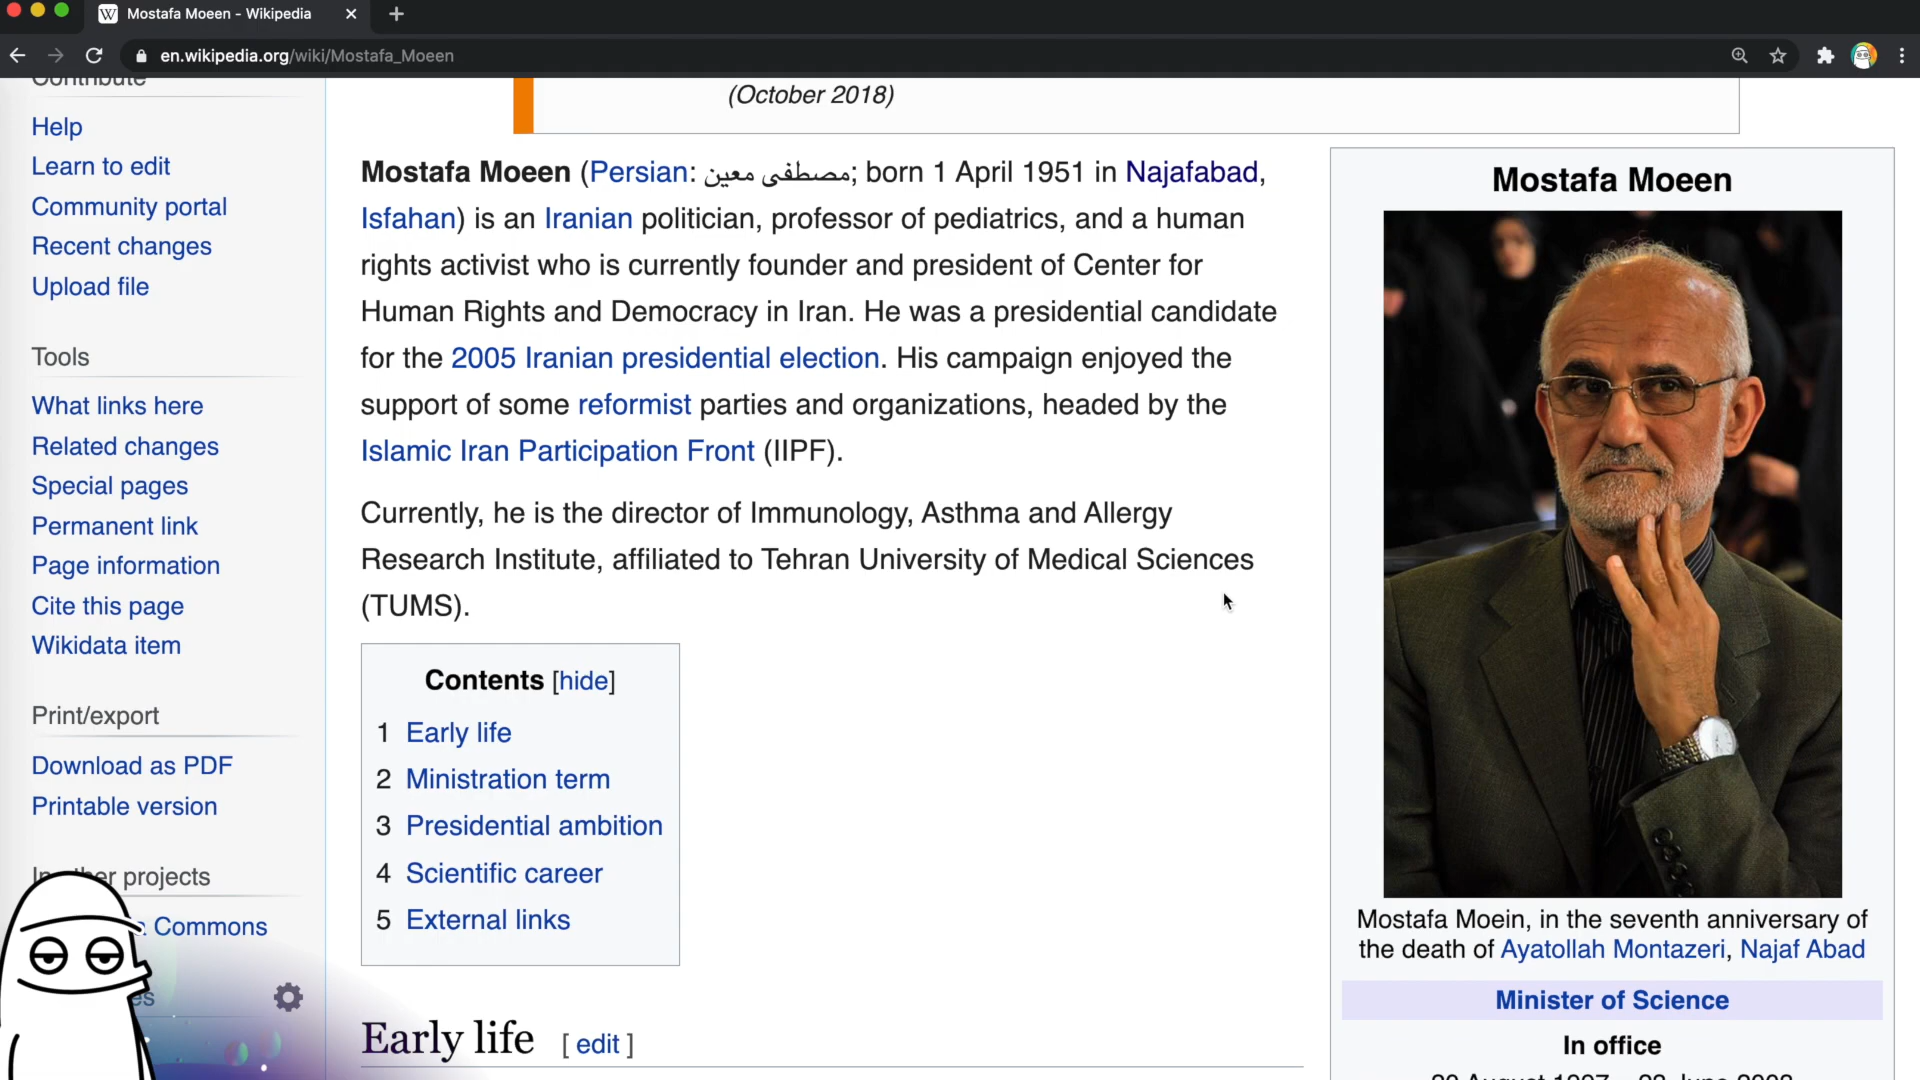 Mostafa Moeen - Wikipedia
en.wikipedia.org/wiki/Mostafa_Moeen
Contribute
Help
Learn to edit
Community portal
Recent changes
Upload file
Tools
What links here
Related changes
Special pages
Permanent link
Page information
Cite this page
Wikidata item
Print/export
Download as PDF
Printable version
projects
Commons
(October 2018)
Mostafa Moeen (Persian: مصطفی معین; born 1 April 1951 in Najafabad,
Isfahan) is an Iranian politician, professor of pediatrics, and a human
rights activist who is currently founder and president of Center for
Human Rights and Democracy in Iran. He was a presidential candidate
for the 2005 Iranian presidential election. His campaign enjoyed the
support of some reformist parties and organizations, headed by the
Islamic Iran Participation Front (IIPF).
Currently, he is the director of Immunology, Asthma and Allergy
Research Institute, affiliated to Tehran University of Medical Sciences
(TUMS).
Contents [hide]
1 Early life
2 Ministration term
3 Presidential ambition
4 Scientific career
5 External links
Early life [ edit ]
Mostafa Moeen
Mostafa Moein, in the seventh anniversary of
the death of Ayatollah Montazeri, Najaf Abad
Minister of Science
In office